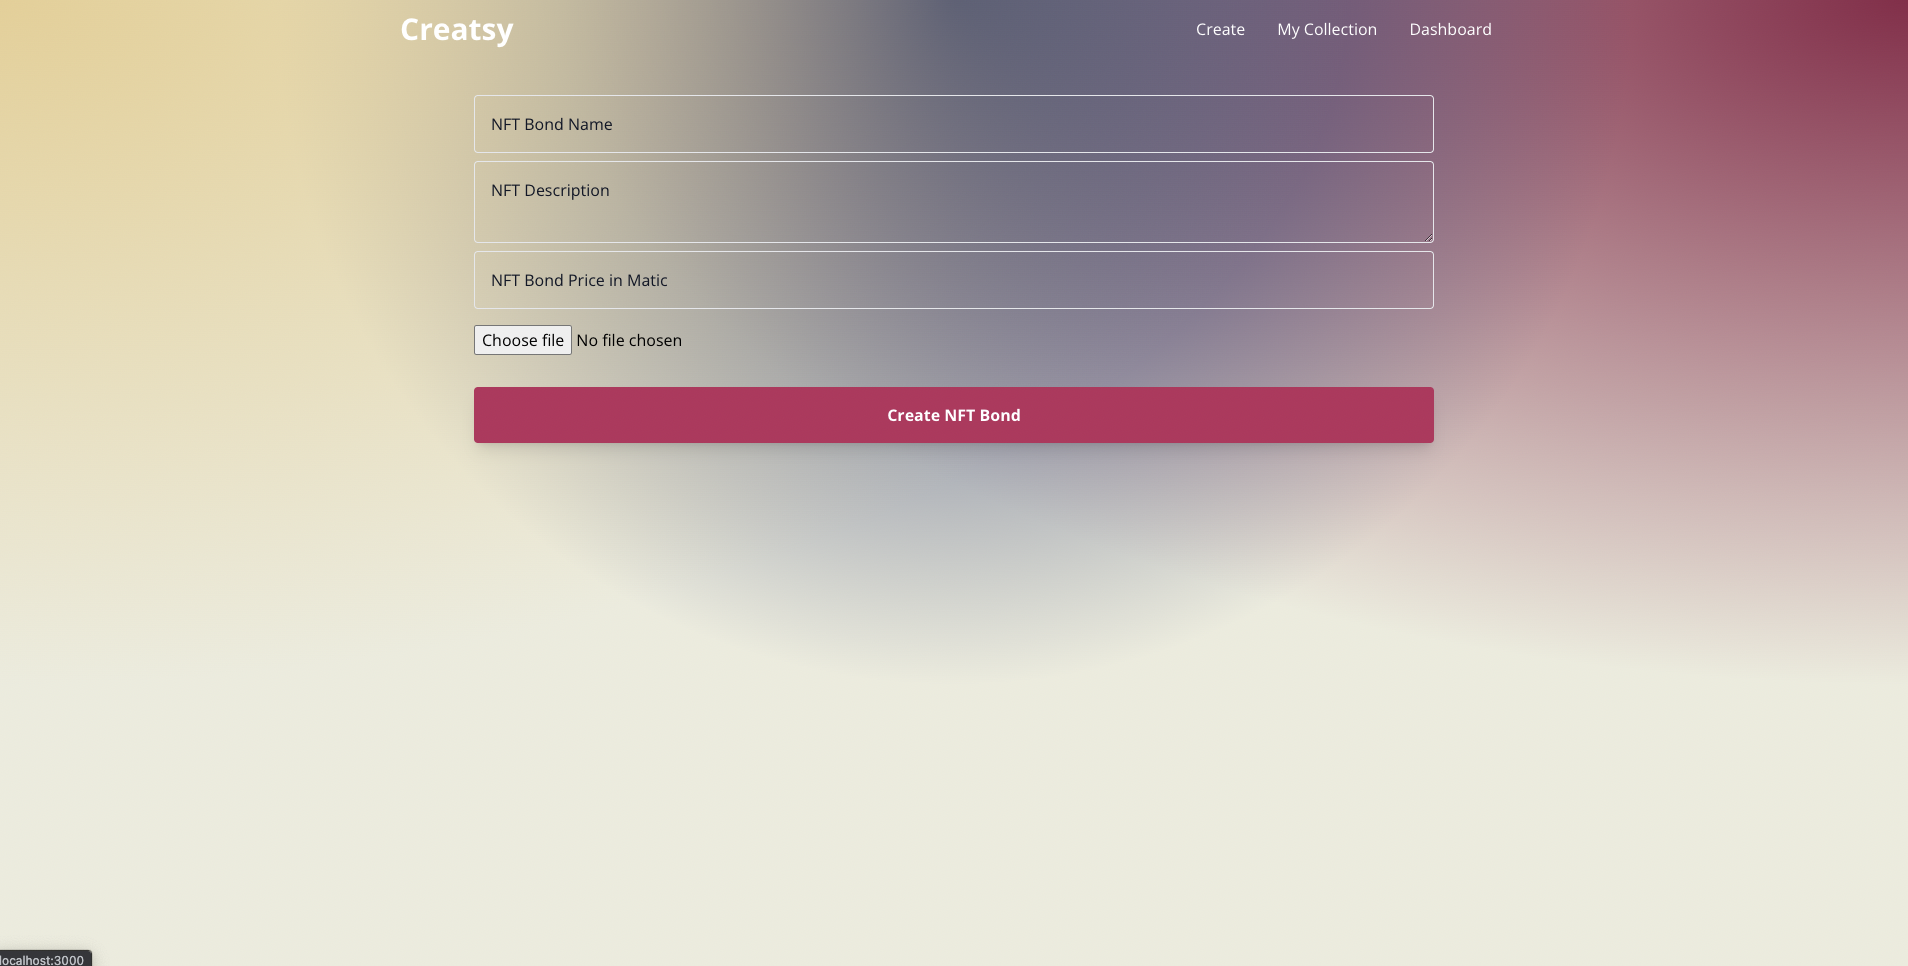 Creatsy
Create My Collection Dashboard
NFT Bond Name
NFT Description
NFT Bond Price in Matic
Choose file No file chosen
Create NFT Bond
localhost:3000